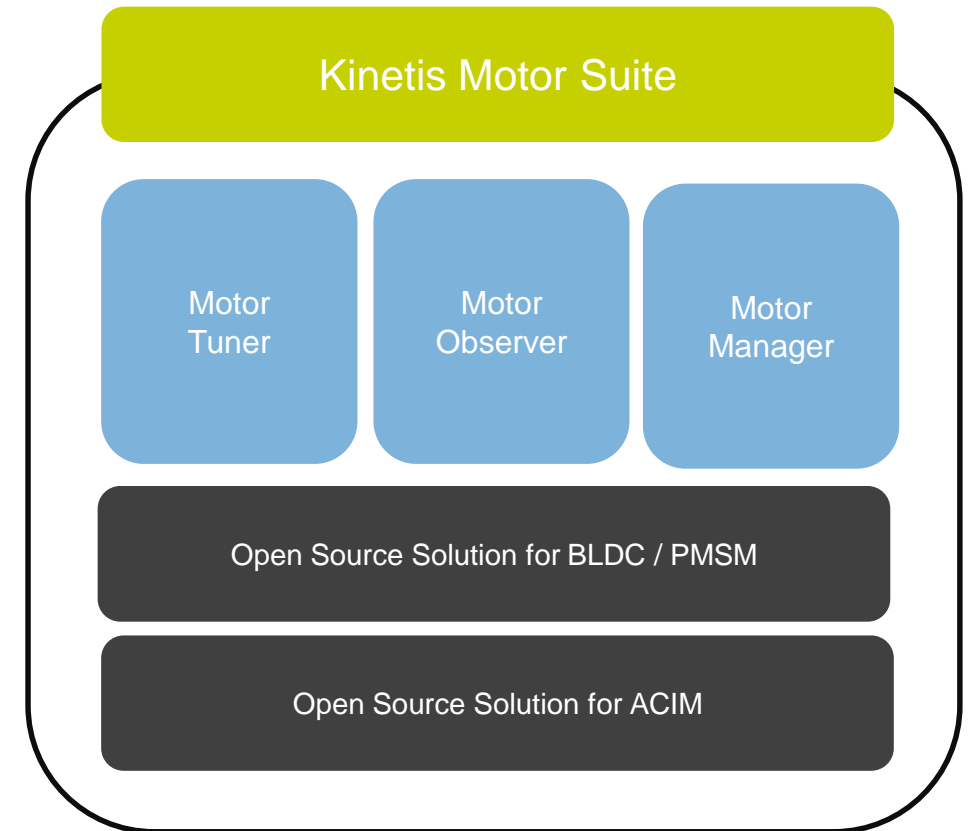 Kinetis Motor Suite
Motor
Tuner
Motor
Observer
Motor
Manager
Open Source Solution for BLDC / PMSM
Open Source Solution for ACIM